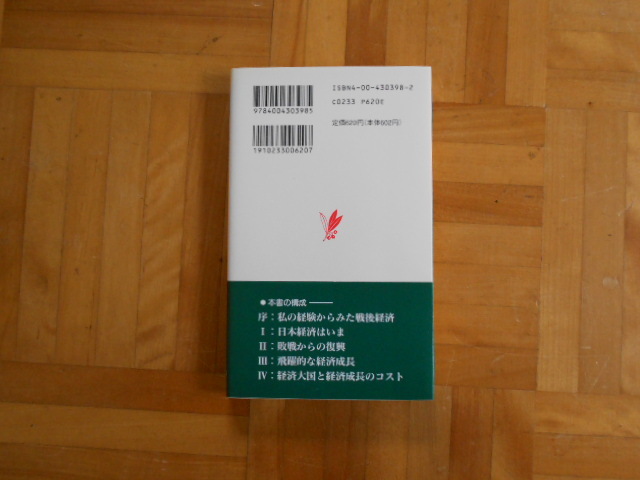 9784004303985
ISBN4-00-430398-2
C0233 P620E
定価620円(本体602円)
1910233006207
●本書の構成――
序：私の経験からみた戦後経済
I：日本経済はいま
II：敗戦からの復興
III：飛躍的な経済成長
IV：経済大国と経済成長のコスト